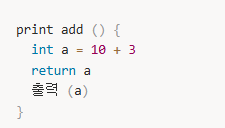 print add () {
  int a = 10 + 3
  return a
  출력 (a)
}